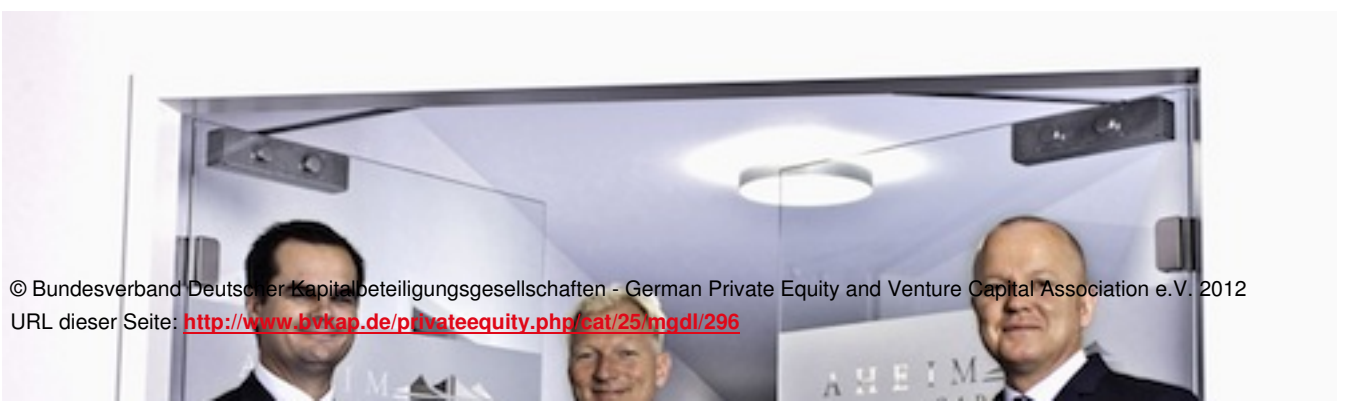 © Bundesverband Deutscher Kapitalbeteiligungsgesellschaften - German Private Equity and Venture Capital Association e.V. 2012
URL dieser Seite: http://www.bvkap.de/privateequity.php/cat/25/mgdl/296
AHEIM